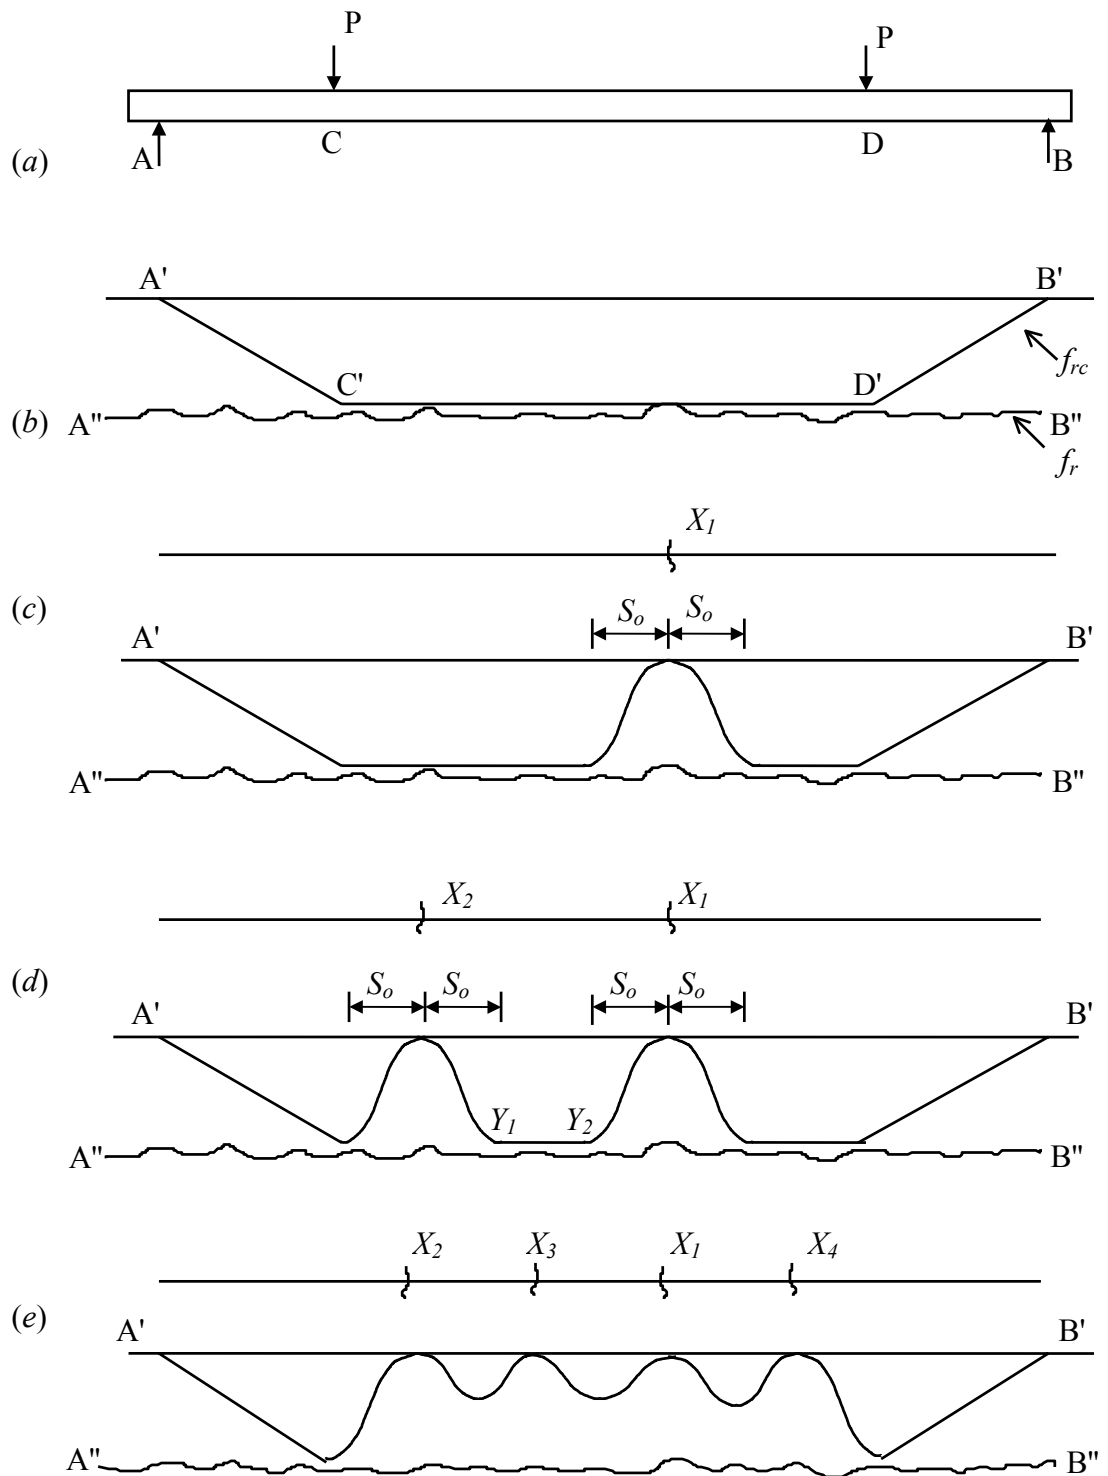 P P
A C D B
(a)
A' B'
f_rc
C' D'
(b) A" B"
f_r
X_1
(c) S_o S_o
A' B'
A" B"
X_2 X_1
(d) S_o S_o S_o S_o
A' B'
Y_1 Y_2
A" B"
X_2 X_3 X_1 X_4
(e) A' B'
A" B"